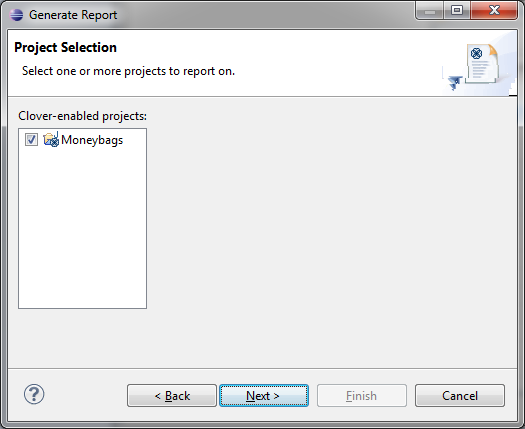 Generate Report
Project Selection
Select one or more projects to report on.
Clover-enabled projects:
Moneybags
?
< Back
Next >
Finish
Cancel